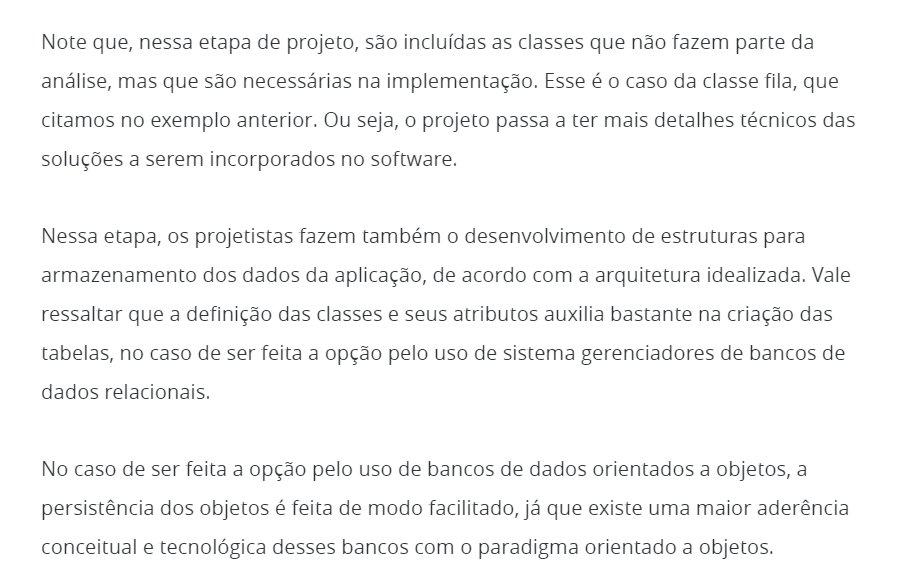 Note que, nessa etapa de projeto, são incluídas as classes que não fazem parte da
análise, mas que são necessárias na implementação. Esse é o caso da classe fila, que
citamos no exemplo anterior. Ou seja, o projeto passa a ter mais detalhes técnicos das
soluções a serem incorporados no software.
Nessa etapa, os projetistas fazem também o desenvolvimento de estruturas para
armazenamento dos dados da aplicação, de acordo com a arquitetura idealizada. Vale
ressaltar que a definição das classes e seus atributos auxilia bastante na criação das
tabelas, no caso de ser feita a opção pelo uso de sistema gerenciadores de bancos de
dados relacionais.
No caso de ser feita a opção pelo uso de bancos de dados orientados a objetos, a
persistência dos objetos é feita de modo facilitado, já que existe uma maior aderência
conceitual e tecnológica desses bancos com o paradigma orientado a objetos.